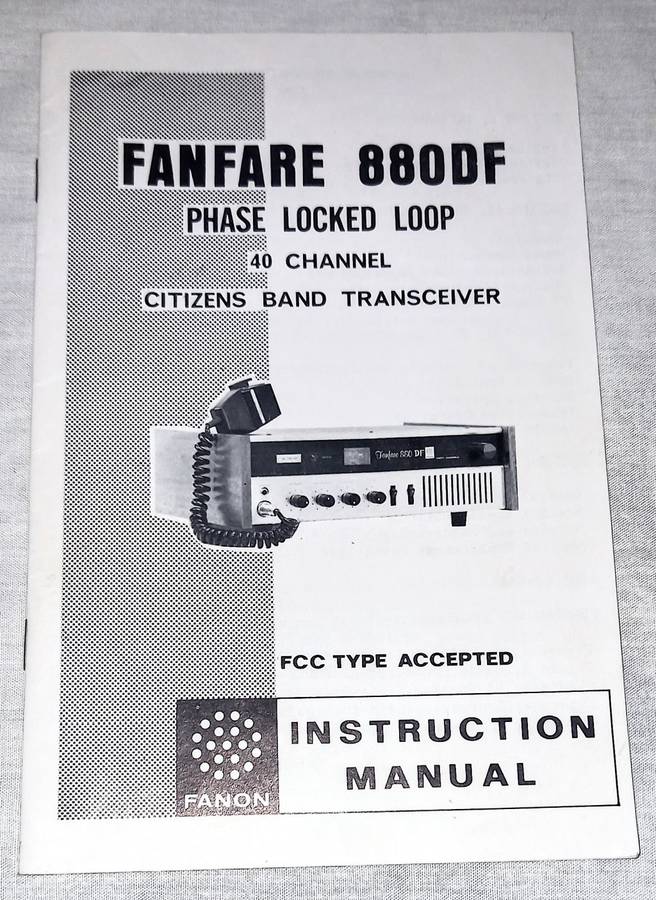 FANFARE 880DF
PHASE LOCKED LOOP
40 CHANNEL
CITIZENS BAND TRANSCEIVER
Fanfare 880 DF
FCC TYPE ACCEPTED
INSTRUCTION
MANUAL
FANON